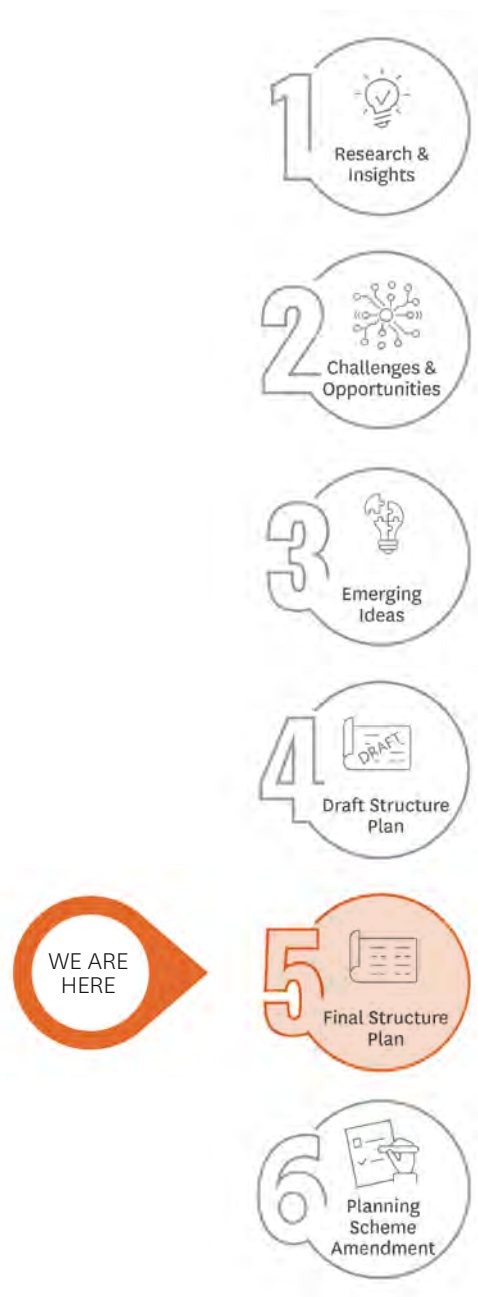 1
Research &
Insights
2
Challenges &
Opportunities
3
Emerging
Ideas
4
DRAFT
Draft Structure
Plan
WE ARE
HERE
5
Final Structure
Plan
6
Planning
Scheme
Amendment